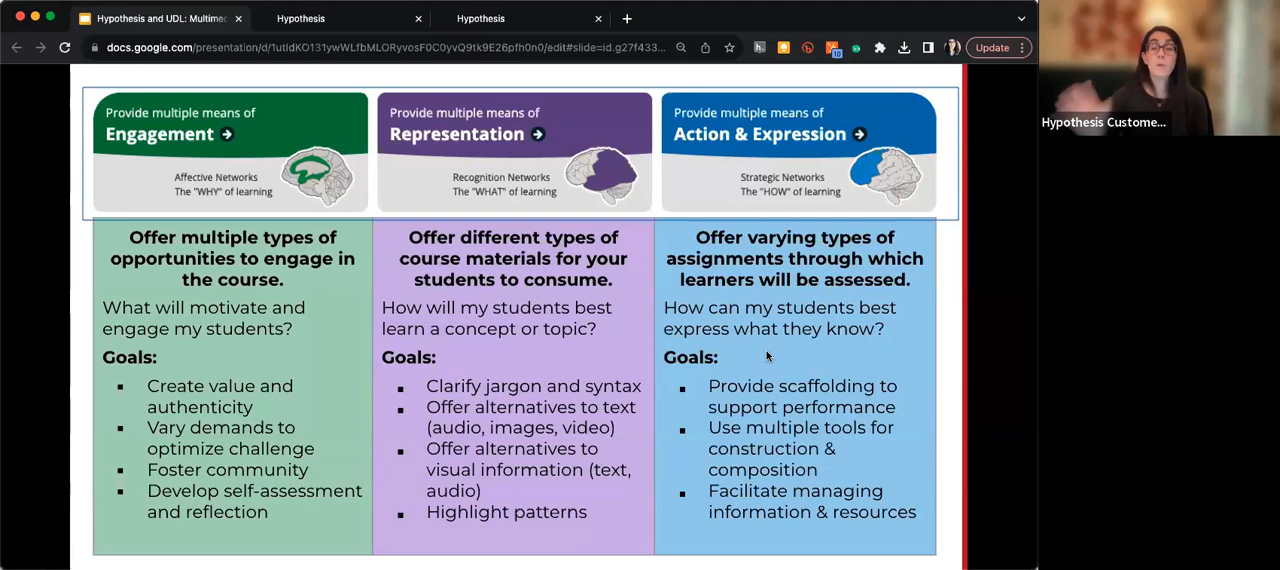 Hypothesis and UDL: Multimed
Hypothesis
Hypothesis
docs.google.com/presentation/d/1utIdKO131ywWLfbMLORyvosF0C0yvQ9tk9E26pfh0n0/edit#slide=id.g27f433...
Update
Hypothesis Custome...
Provide multiple means of
Engagement
Affective Networks
The "WHY" of learning
Provide multiple means of
Representation
Recognition Networks
The "WHAT" of learning
Provide multiple means of
Action & Expression
Strategic Networks
The "HOW" of learning
Offer multiple types of
opportunities to engage in
the course.
What will motivate and
engage my students?
Goals:
▪ Create value and
authenticity
▪ Vary demands to
optimize challenge
▪ Foster community
▪ Develop self-assessment
and reflection
Offer different types of
course materials for your
students to consume.
How will my students best
learn a concept or topic?
Goals:
▪ Clarify jargon and syntax
▪ Offer alternatives to text
(audio, images, video)
▪ Offer alternatives to
visual information (text,
audio)
▪ Highlight patterns
Offer varying types of
assignments through which
learners will be assessed.
How can my students best
express what they know?
Goals:
▪ Provide scaffolding to
support performance
▪ Use multiple tools for
construction &
composition
▪ Facilitate managing
information & resources